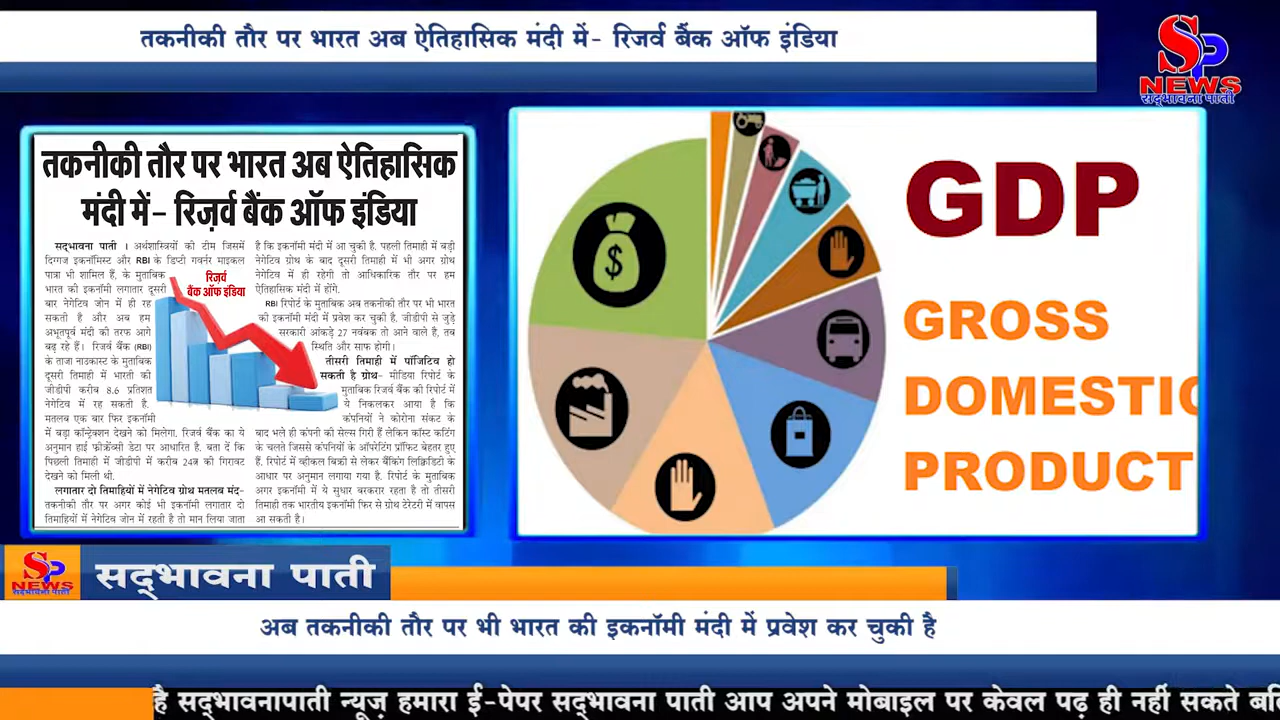 तकनीकी तौर पर भारत अब ऐतिहासिक मंदी में- रिजर्व बैंक ऑफ इंडिया
SP
NEWS
सद्भावना पाती
तकनीकी तौर पर भारत अब ऐतिहासिक
मंदी में- रिज़र्व बैंक ऑफ इंडिया
सद्भावना पाती । अर्थशास्त्रियों की टीम जिसमें
दिग्गज इकनॉमिस्ट और RBI के डिप्टी गवर्नर माइकल
पात्रा भी शामिल हैं, के मुताबिक
भारत की इकनॉमी लगातार दूसरी
बार नेगेटिव जोन में ही रह
सकती है और अब हम
अभूतपूर्व मंदी की तरफ आगे
बढ़ रहे हैं। रिजर्व बैंक (RBI)
के ताजा नाउकास्ट के मुताबिक
दूसरी तिमाही में भारती की
जीडीपी करीब 8.6 प्रतिशत
नेगेटिव में रह सकती है.
मतलब एक बार फिर इकनॉमी
में बड़ा कॉन्ट्रेक्शन देखने को मिलेगा. रिजर्व बैंक का ये
अनुमान हाई फ्रीक्वेंसी डेटा पर आधारित है. बता दें कि
पिछली तिमाही में जीडीपी में करीब 24% की गिरावट
देखने को मिली थी.
लगातार दो तिमाहियों में नेगेटिव ग्रोथ मतलब मंद-
तकनीकी तौर पर अगर कोई भी इकनॉमी लगातार दो
तिमाहियों में नेगेटिव जोन में रहती है तो मान लिया जाता
रिज़र्व
बैंक ऑफ इंडिया
है कि इकनॉमी मंदी में आ चुकी है. पहली तिमाही में बड़ी
नेगेटिव ग्रोथ के बाद दूसरी तिमाही में भी अगर ग्रोथ
नेगेटिव में ही रहेगी तो आधिकारिक तौर पर हम
ऐतिहासिक मंदी में होंगे.
RBI रिपोर्ट के मुताबिक अब तकनीकी तौर पर भी भारत
की इकनॉमी मंदी में प्रवेश कर चुकी है. जीडीपी से जुड़े
सरकारी आंकड़े 27 नवंबक तो आने वाले है, तब
स्थिति और साफ होगी।
तीसरी तिमाही में पॉजिटिव हो
सकती है ग्रोथ- मीडिया रिपोर्ट के
मुताबिक रिजर्व बैंक की रिपोर्ट में
ये निकलकर आया है कि
कंपनियों ने कोरोना संकट के
बाद भले ही कंपनी की सेल्स गिरी हैं लेकिन कॉस्ट कटिंग
के चलते जिससे कंपनियों के ऑपरेटिंग प्रॉफिट बेहतर हुए
हैं. रिपोर्ट में व्हीकल बिक्री से लेकर बैंकिंग लिक्विडिटी के
आधार पर अनुमान लगाया गया है. रिपोर्ट के मुताबिक
अगर इकनॉमी में ये सुधार बरकरार रहता है तो तीसरी
तिमाही तक भारतीय इकनॉमी फिर से ग्रोथ टेरेटरी में वापस
आ सकती है।
GDP
GROSS
DOMESTIC
PRODUCT
SP
NEWS
सद्भावना पाती
सद्भावना पाती
अब तकनीकी तौर पर भी भारत की इकनॉमी मंदी में प्रवेश कर चुकी है
है सद्भावनापाती न्यूज़ हमारा ई-पेपर सद्भावना पाती आप अपने मोबाइल पर केवल पढ़ ही नहीं सकते